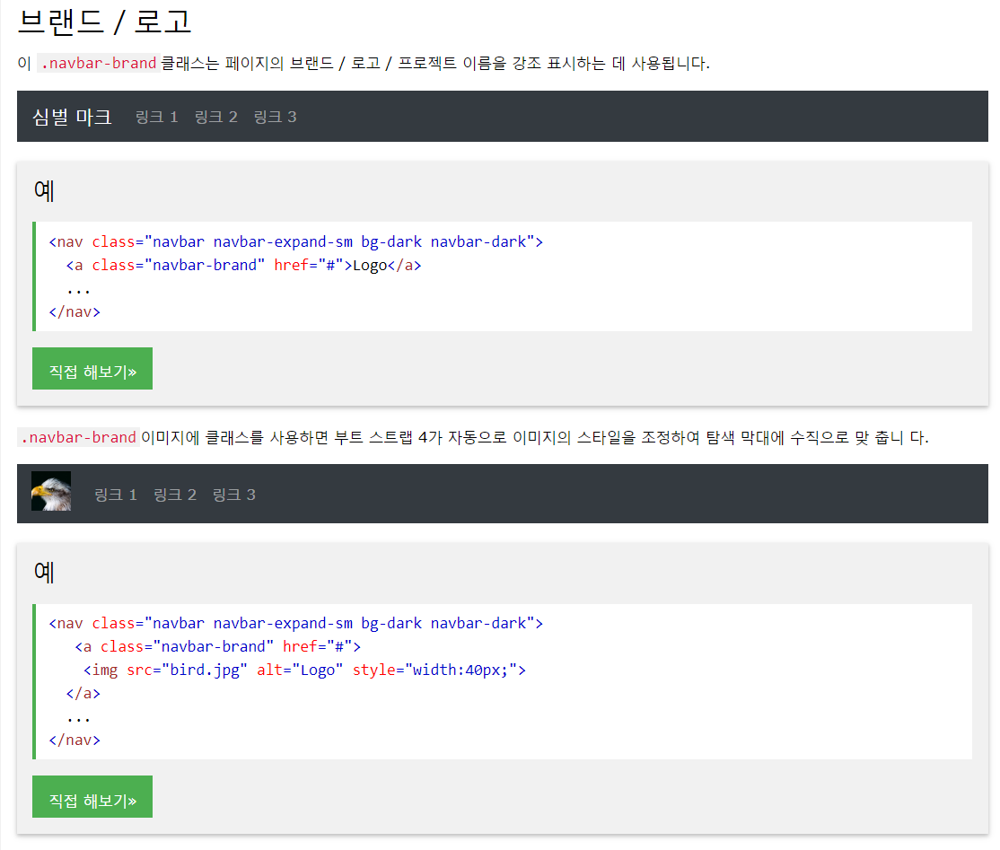 브랜드 / 로고
이 .navbar-brand 클래스는 페이지의 브랜드 / 로고 / 프로젝트 이름을 강조 표시하는 데 사용됩니다.
심벌 마크 링크 1 링크 2 링크 3
예
<nav class="navbar navbar-expand-sm bg-dark navbar-dark">
<a class="navbar-brand" href="#">Logo</a>
...
</nav>
직접 해보기»
.navbar-brand 이미지에 클래스를 사용하면 부트 스트랩 4가 자동으로 이미지의 스타일을 조정하여 탐색 막대에 수직으로 맞 춥니 다.
링크 1 링크 2 링크 3
예
<nav class="navbar navbar-expand-sm bg-dark navbar-dark">
<a class="navbar-brand" href="#">
<img src="bird.jpg" alt="Logo" style="width:40px;">
</a>
...
</nav>
직접 해보기»